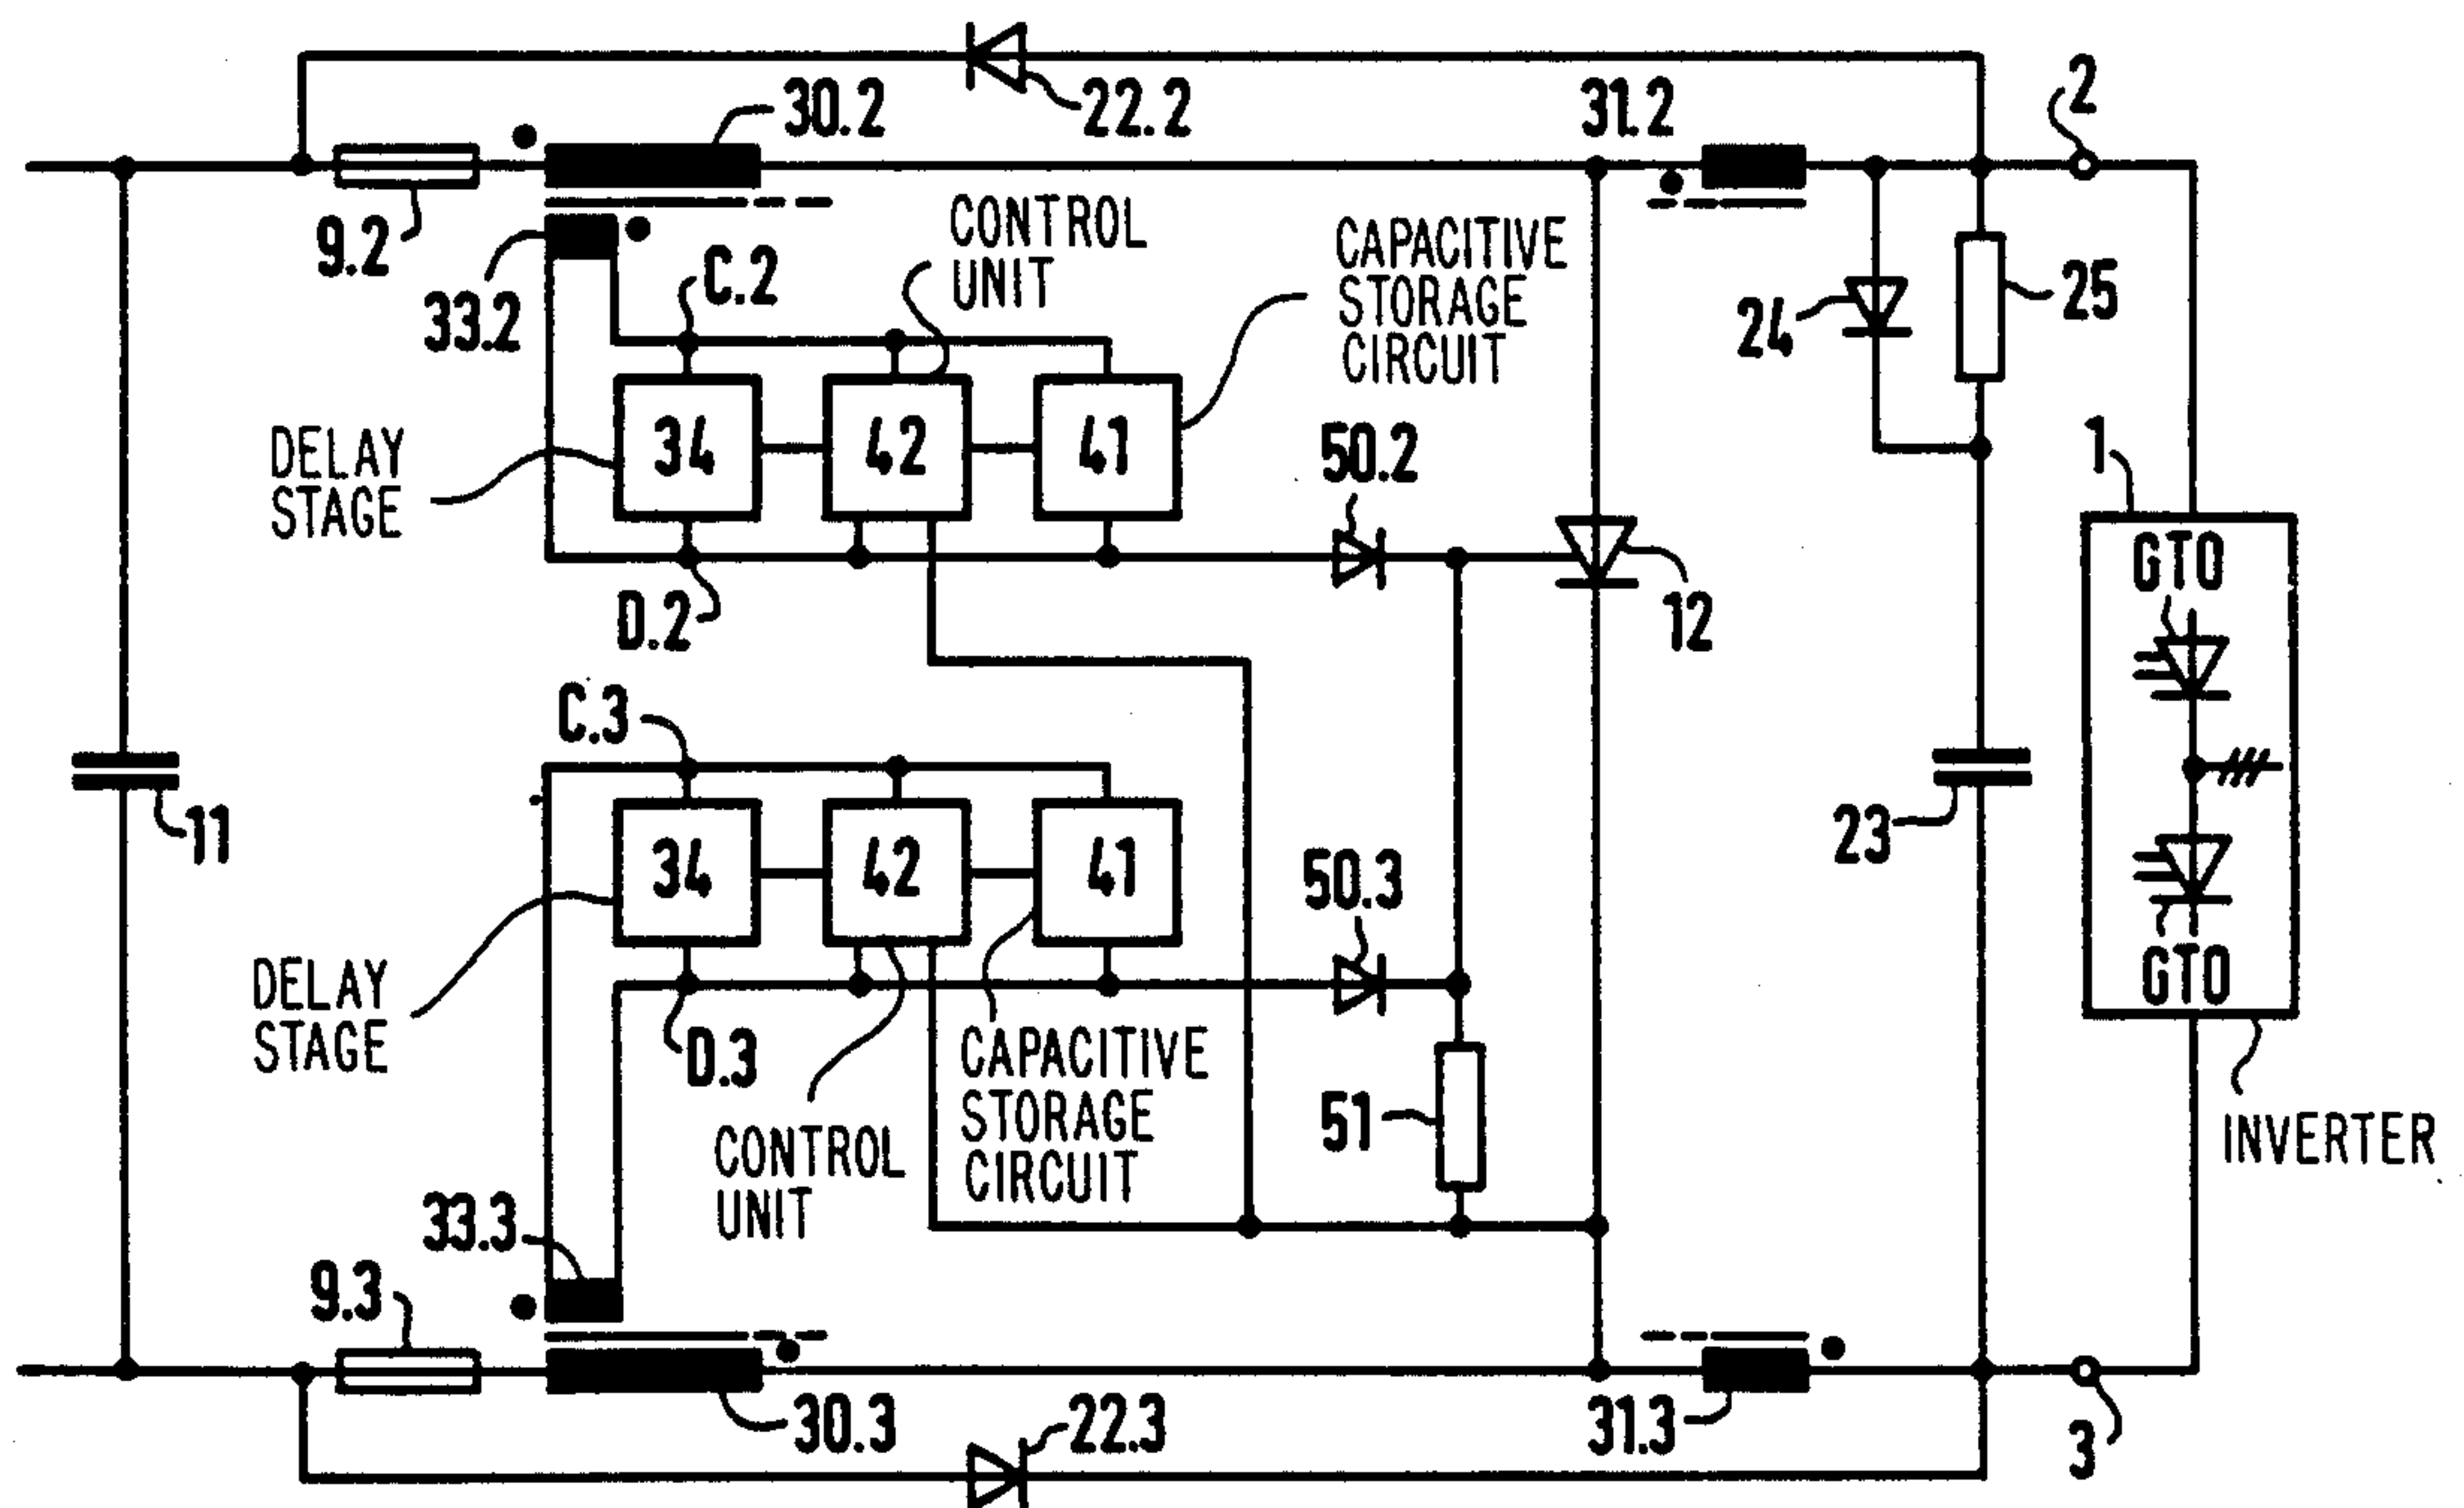 22.2
30.2
31.2
2
9.2
33.2
C.2
CONTROL
UNIT
CAPACITIVE
STORAGE
CIRCUIT
24
25
DELAY
STAGE
34
42
41
50.2
1
GTO
D.2
12
C.3
11
34
42
41
50.3
23
GTO
DELAY
STAGE
D.3
CONTROL
UNIT
CAPACITIVE
STORAGE
CIRCUIT
51
INVERTER
33.3
9.3
30.3
22.3
31.3
3